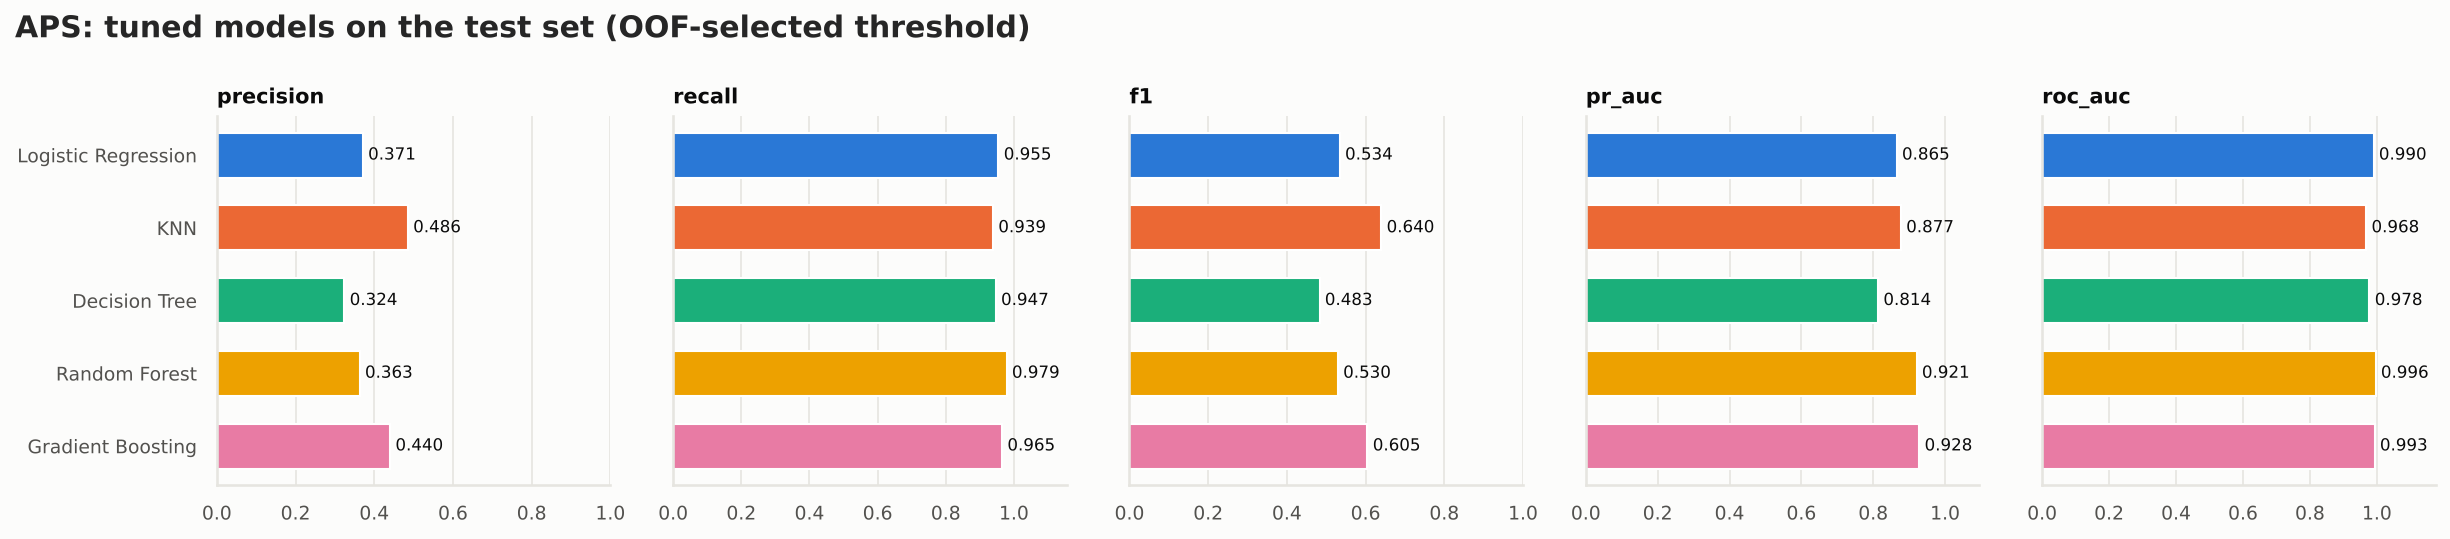 APS: tuned models on the test set (OOF-selected threshold)
precision recall f1 pr_auc roc_auc
Logistic Regression 0.371 0.955 0.534 0.865 0.990
KNN 0.486 0.939 0.640 0.877 0.968
Decision Tree 0.324 0.947 0.483 0.814 0.978
Random Forest 0.363 0.979 0.530 0.921 0.996
Gradient Boosting 0.440 0.965 0.605 0.928 0.993
0.0 0.2 0.4 0.6 0.8 1.0 0.0 0.2 0.4 0.6 0.8 1.0 0.0 0.2 0.4 0.6 0.8 1.0 0.0 0.2 0.4 0.6 0.8 1.0 0.0 0.2 0.4 0.6 0.8 1.0